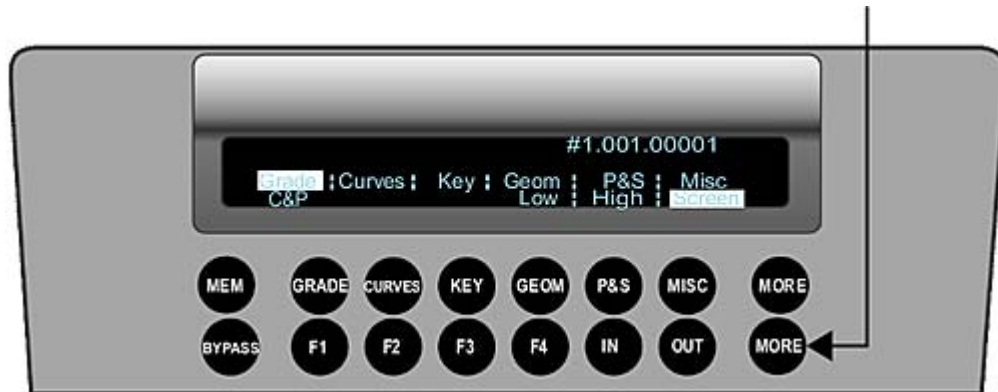 #1.001.00001
Grade Curves Key Geom P&S Misc
C&P Low High Screen
MEM GRADE CURVES KEY GEOM P&S MISC MORE
BYPASS F1 F2 F3 F4 IN OUT MORE